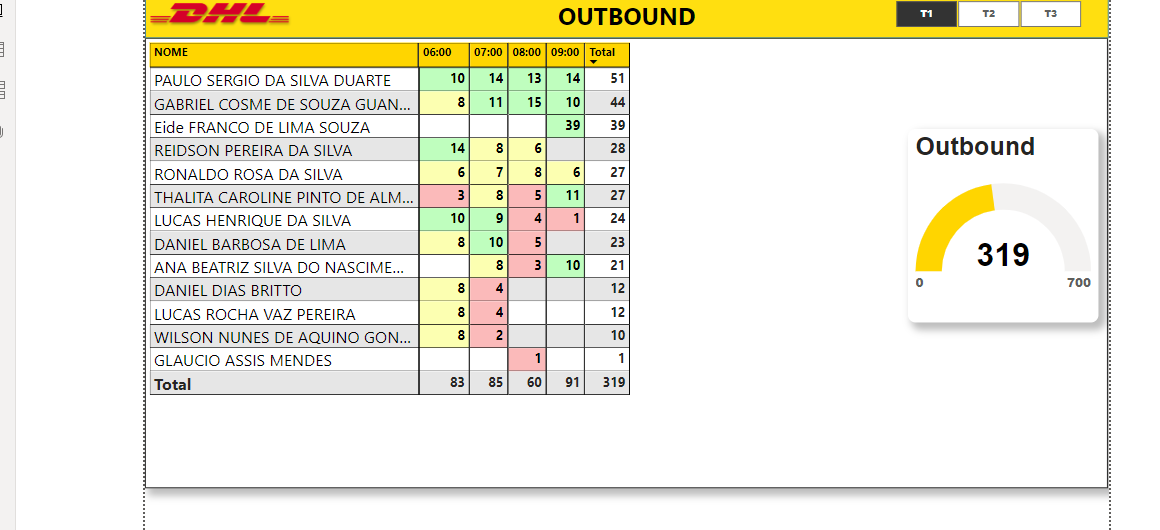 DHL
OUTBOUND
T1 T2 T3
NOME 06:00 07:00 08:00 09:00 Total
PAULO SERGIO DA SILVA DUARTE 10 14 13 14 51
GABRIEL COSME DE SOUZA GUAN... 8 11 15 10 44
Eide FRANCO DE LIMA SOUZA 39 39
REIDSON PEREIRA DA SILVA 14 8 6 28
RONALDO ROSA DA SILVA 6 7 8 6 27
THALITA CAROLINE PINTO DE ALM... 3 8 5 11 27
LUCAS HENRIQUE DA SILVA 10 9 4 1 24
DANIEL BARBOSA DE LIMA 8 10 5 23
ANA BEATRIZ SILVA DO NASCIME... 8 3 10 21
DANIEL DIAS BRITTO 8 4 12
LUCAS ROCHA VAZ PEREIRA 8 4 12
WILSON NUNES DE AQUINO GON... 8 2 10
GLAUCIO ASSIS MENDES 1 1
Total 83 85 60 91 319
Outbound
319
0 700